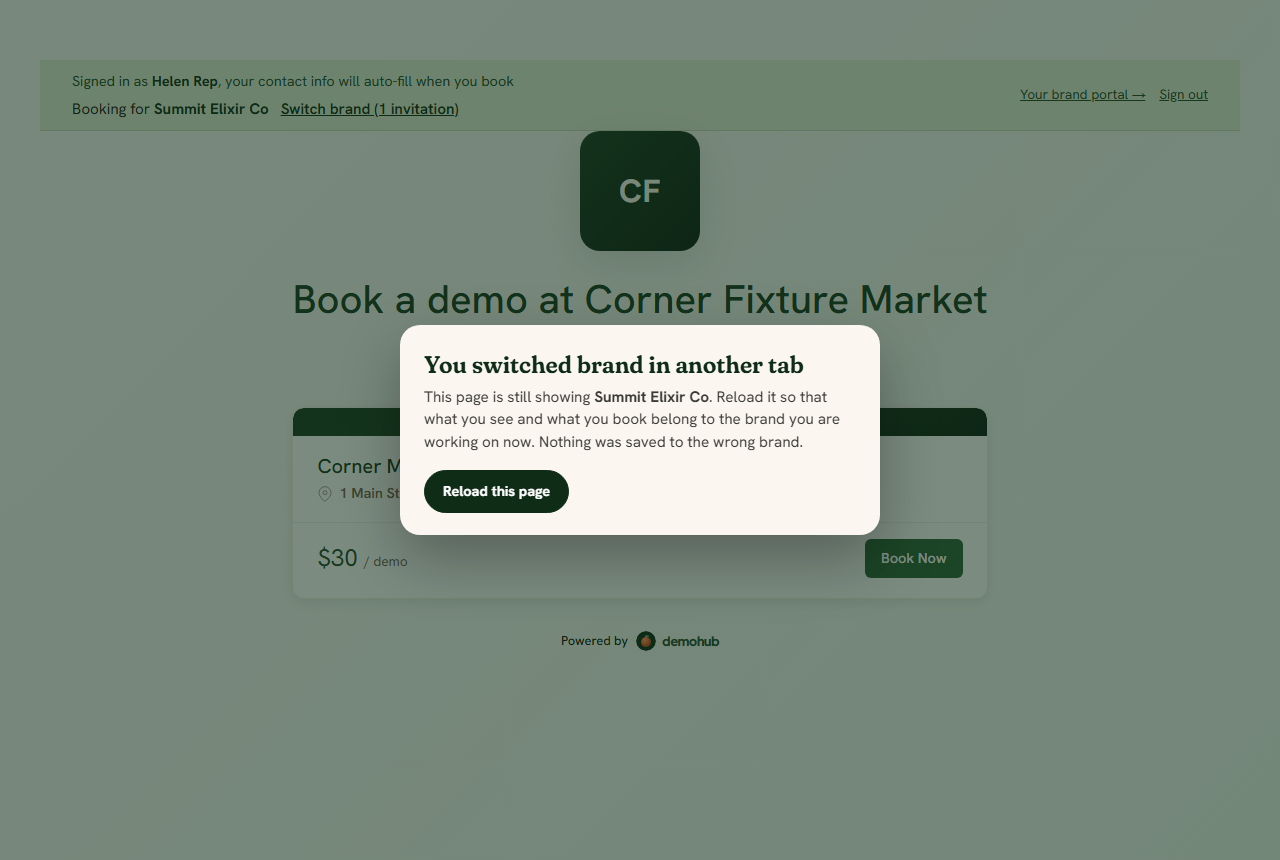 Signed in as Helen Rep, your contact info will auto-fill when you book
Booking for Summit Elixir Co Switch brand (1 invitation)
Your brand portal → Sign out
CF
Book a demo at Corner Fixture Market
You switched brand in another tab
This page is still showing Summit Elixir Co. Reload it so that
what you see and what you book belong to the brand you are
working on now. Nothing was saved to the wrong brand.
Reload this page
Corner M
1 Main St
$30 / demo
Book Now
Powered by demohub